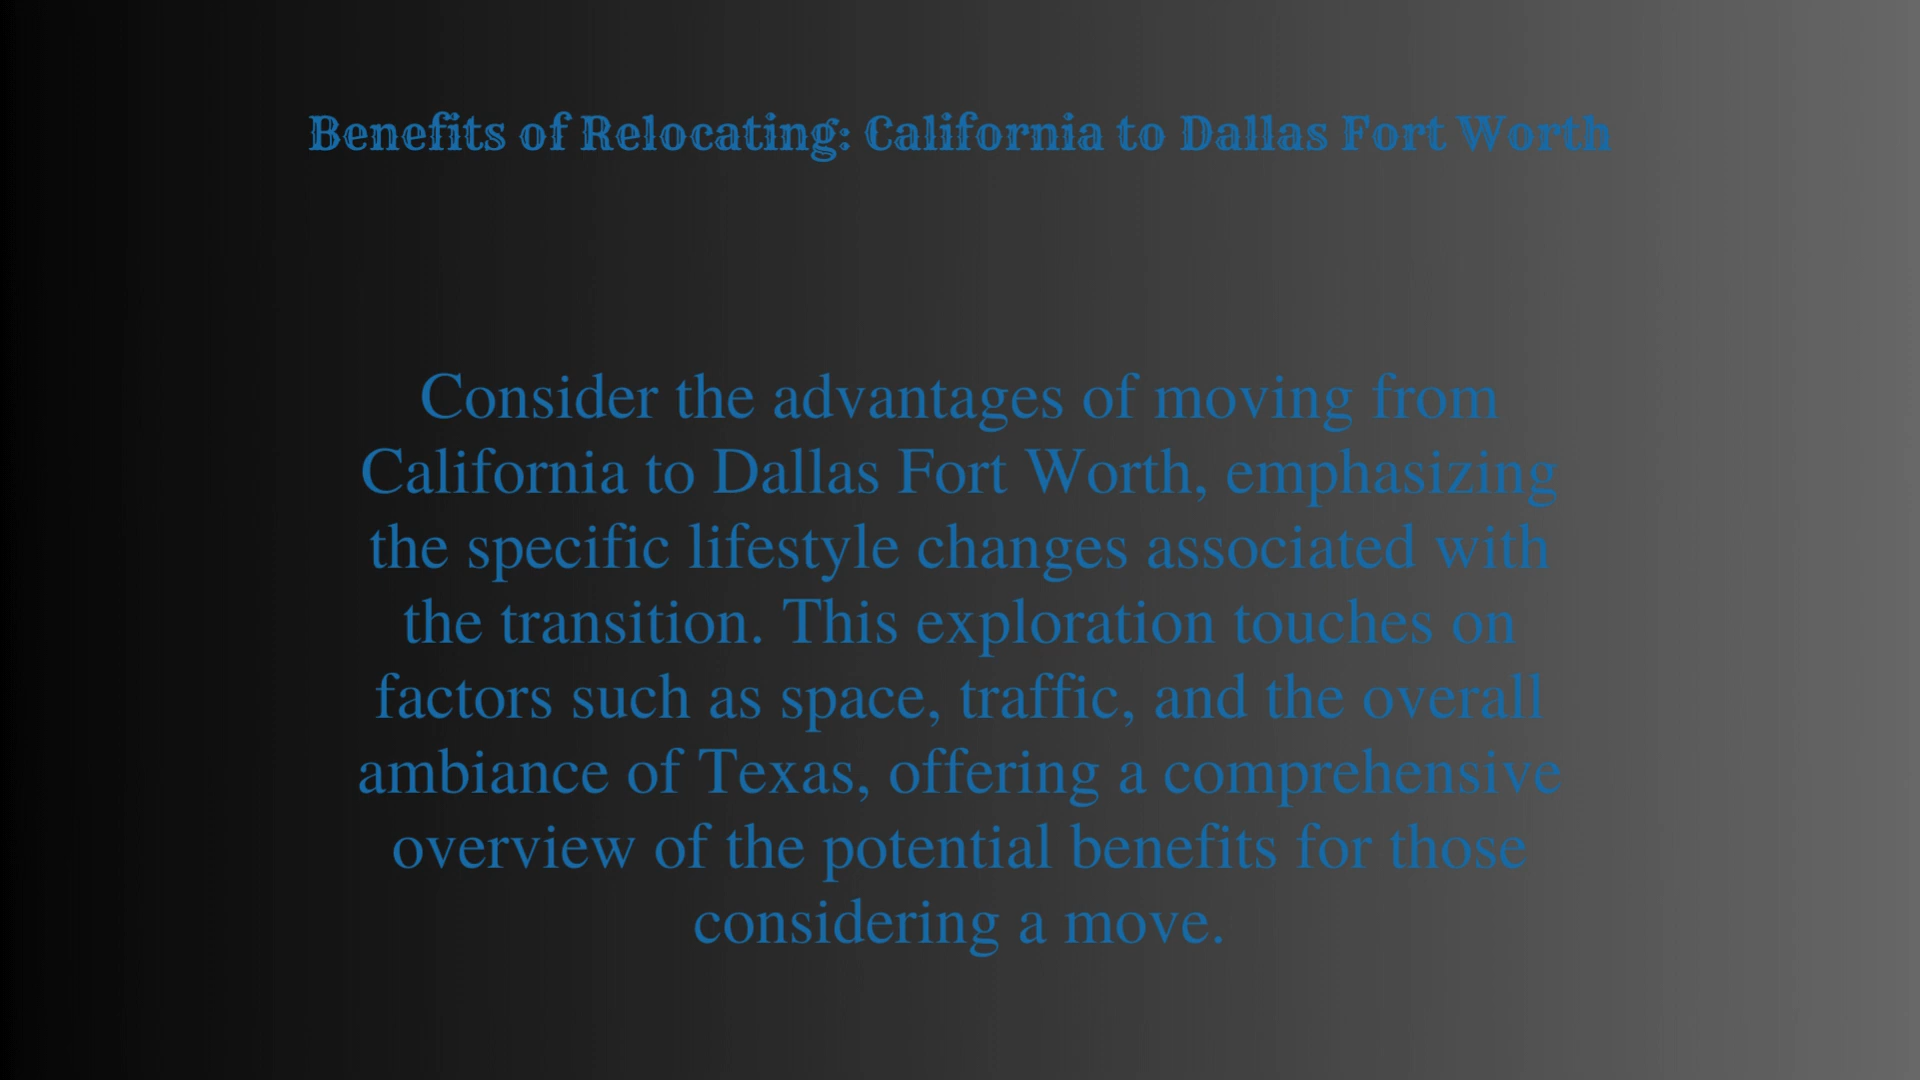 Benefits of Relocating: California to Dallas Fort Worth
Consider the advantages of moving from
California to Dallas Fort Worth, emphasizing
the specific lifestyle changes associated with
the transition. This exploration touches on
factors such as space, traffic, and the overall
ambiance of Texas, offering a comprehensive
overview of the potential benefits for those
considering a move.